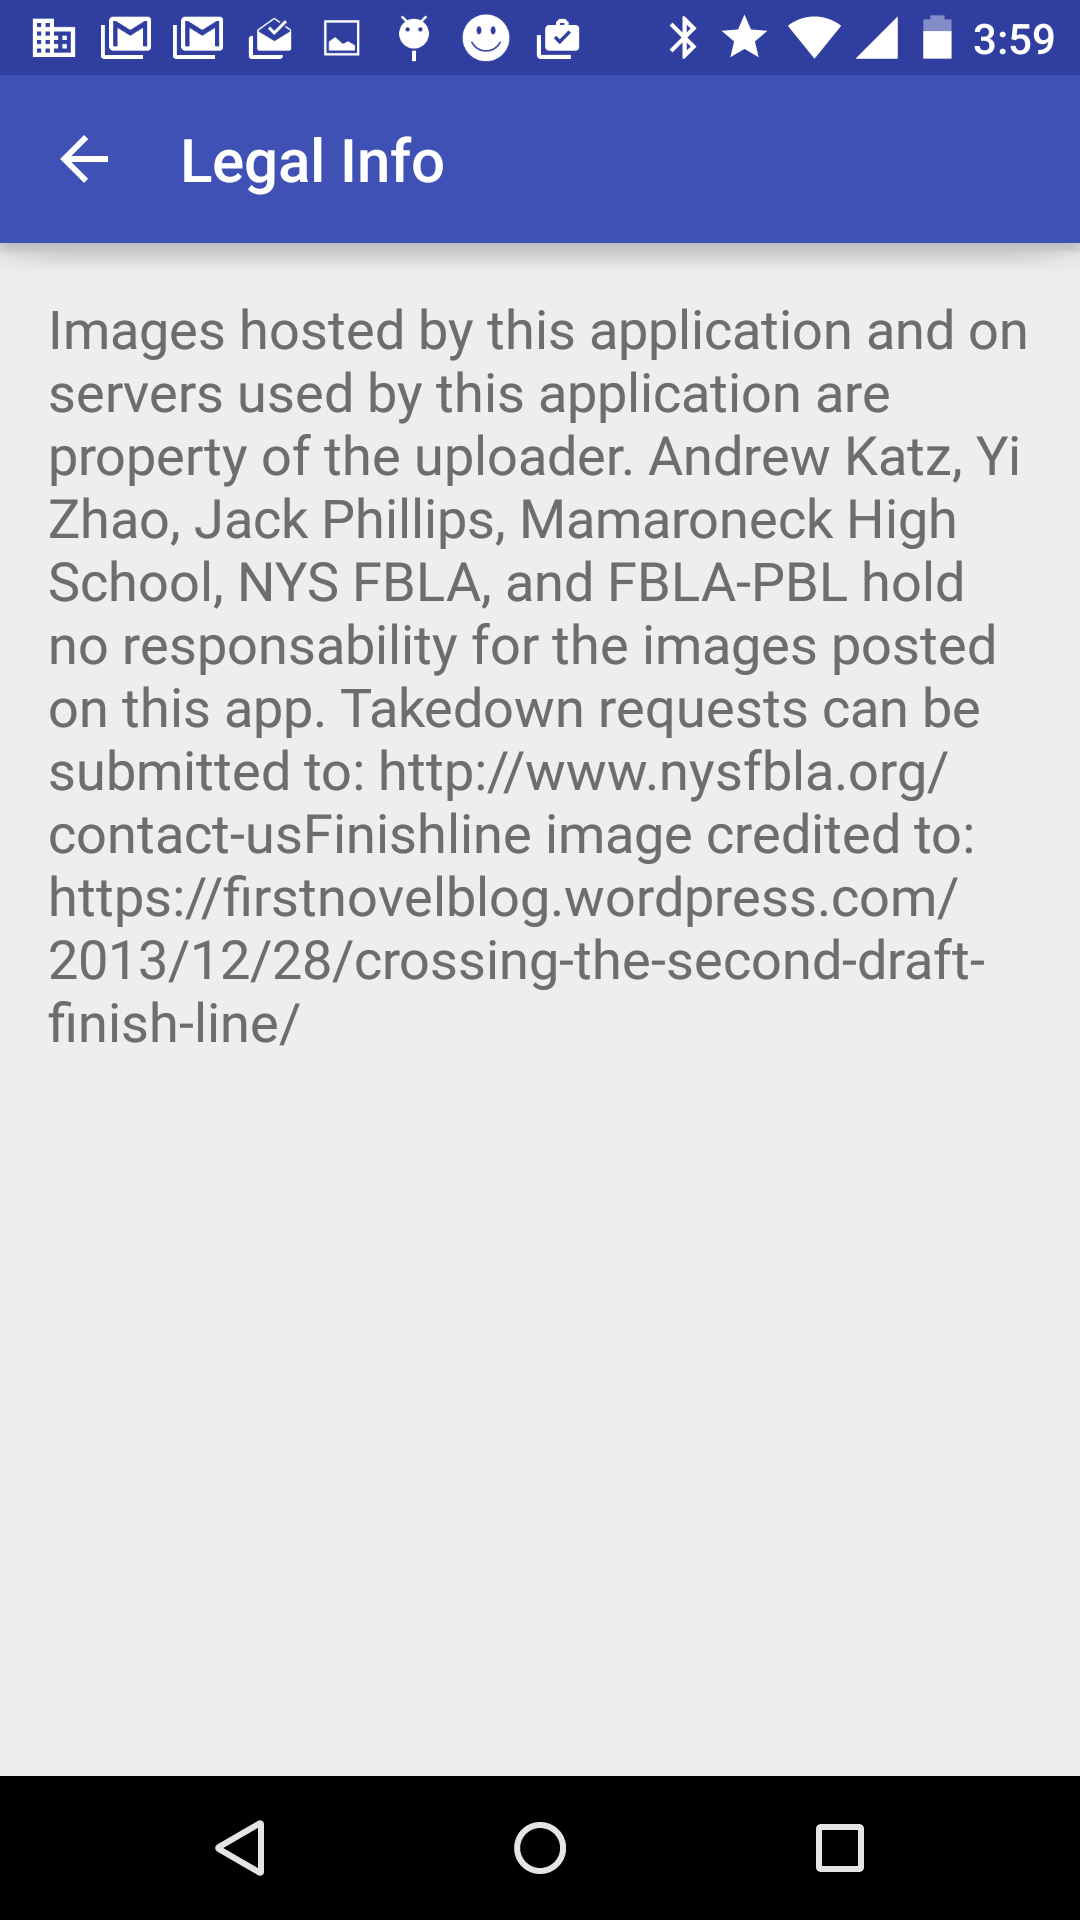 3:59
Legal Info
Images hosted by this application and on
servers used by this application are
property of the uploader. Andrew Katz, Yi
Zhao, Jack Phillips, Mamaroneck High
School, NYS FBLA, and FBLA-PBL hold
no responsability for the images posted
on this app. Takedown requests can be
submitted to: http://www.nysfbla.org/
contact-usFinishline image credited to:
https://firstnovelblog.wordpress.com/
2013/12/28/crossing-the-second-draft-
finish-line/